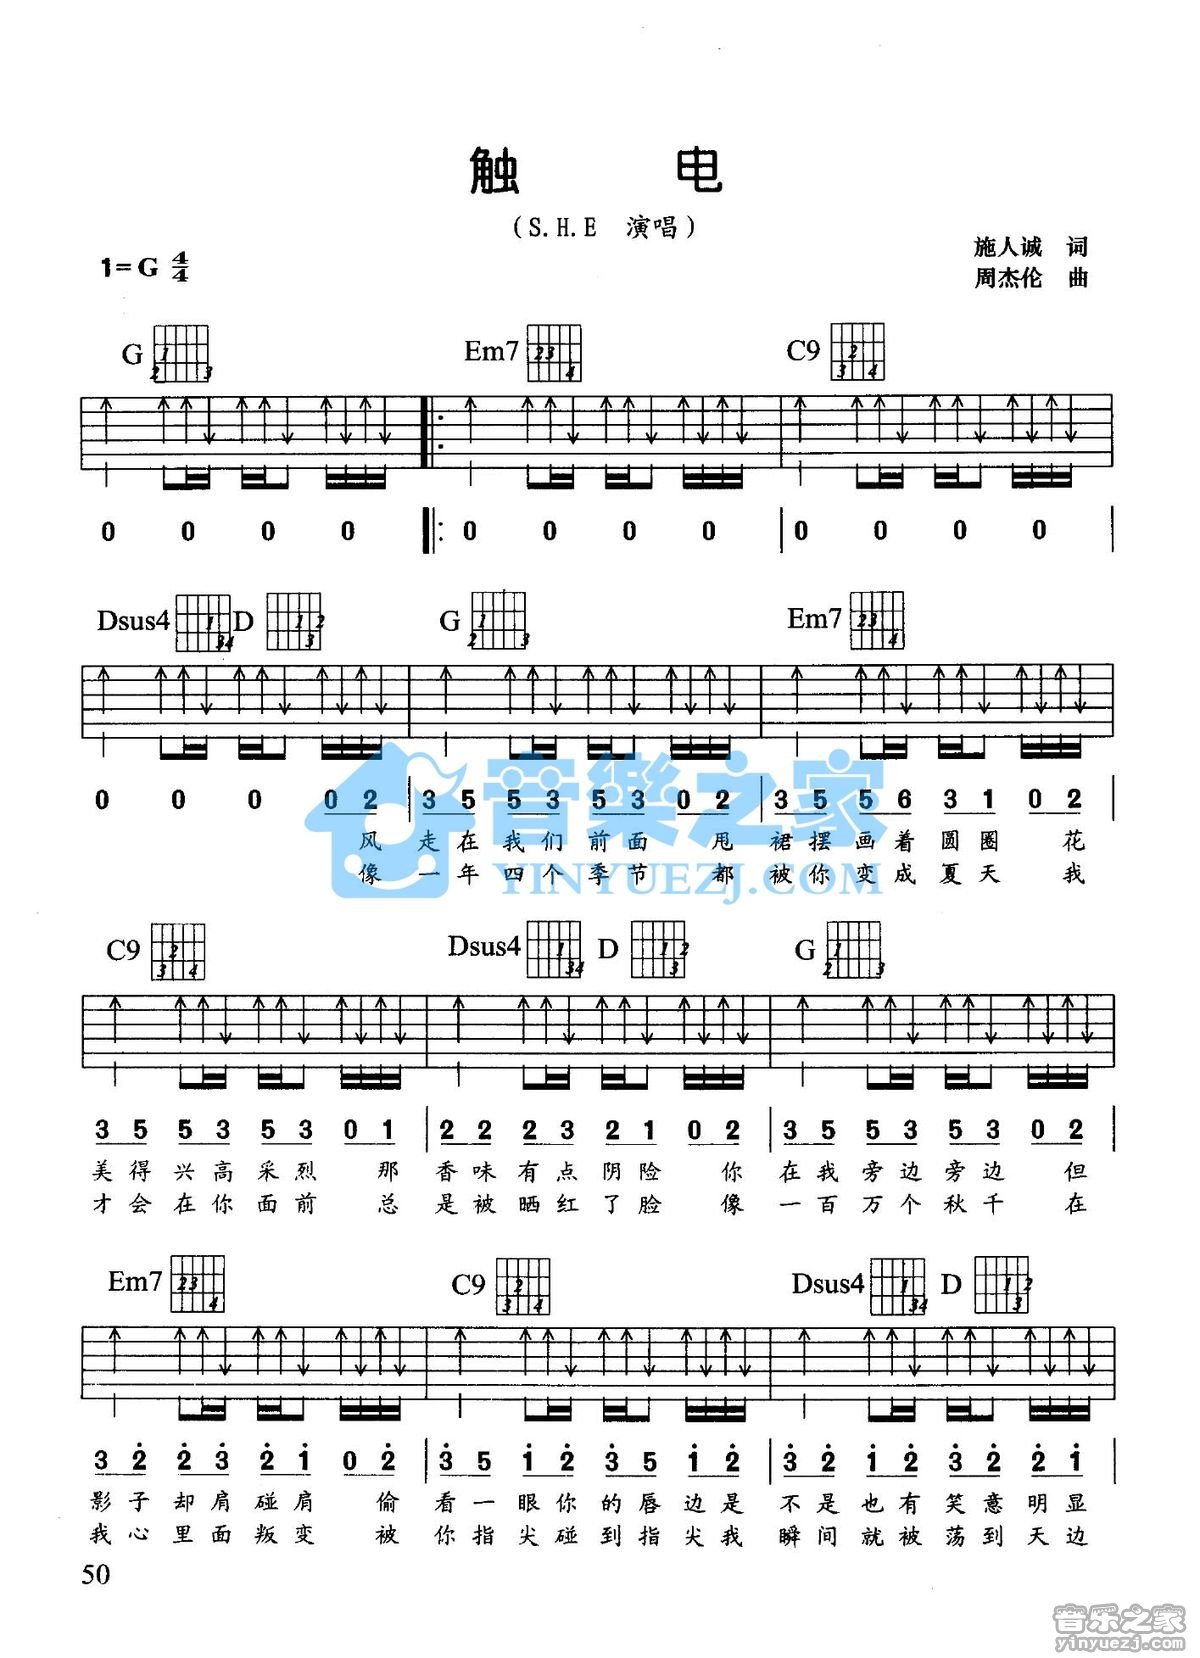 触 电
（S.H.E 演唱）
1=G 4/4
施人诚 词
周杰伦 曲
G Em7 C9
0 0 0 0 0 0 0 0 0 0 0 0
Dsus4 D G Em7
0 0 0 0 2 3 5 5 3 5 3 0 2 3 5 5 6 3 1 0 2
风 走在我们前面 甩 裙摆画着圆圈 花
像 一年四个季节 都 被你变成夏天 我
音樂之家
YINYUEZJ.COM
C9 Dsus4 D G
3 5 5 3 5 3 0 1 2 2 2 3 2 1 0 2 3 5 5 3 5 3 0 2
美得兴高采烈 那 香味有点阴险 你 在我旁边旁边 但
才会在你面前 总 是被晒红了脸 像 一百万个秋千 在
Em7 C9 Dsus4 D
3 2 2 3 2 1 0 2 3 5 1 2 3 5 1 2 3 2 1 2 3 2 2 1
影子却肩碰肩 偷 看一眼你的唇边是 不是也有笑意明显
我心里面叛变 被 你指尖碰到指尖我 瞬间就被荡到天边
50
音乐之家
yinyuezj.com